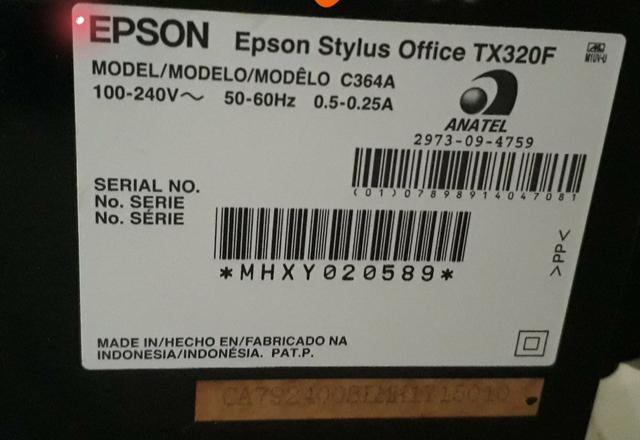 EPSON Epson Stylus Office TX320F
MODEL/MODELO/MODÊLO C364A
100-240V～ 50-60Hz 0.5-0.25A
ANATEL
2973-09-4759
(01)07898914047081
SERIAL NO.
No. SERIE
No. SÉRIE
*MHXY020589*
>PP<
MADE IN/HECHO EN/FABRICADO NA
INDONESIA/INDONÉSIA. PAT.P.